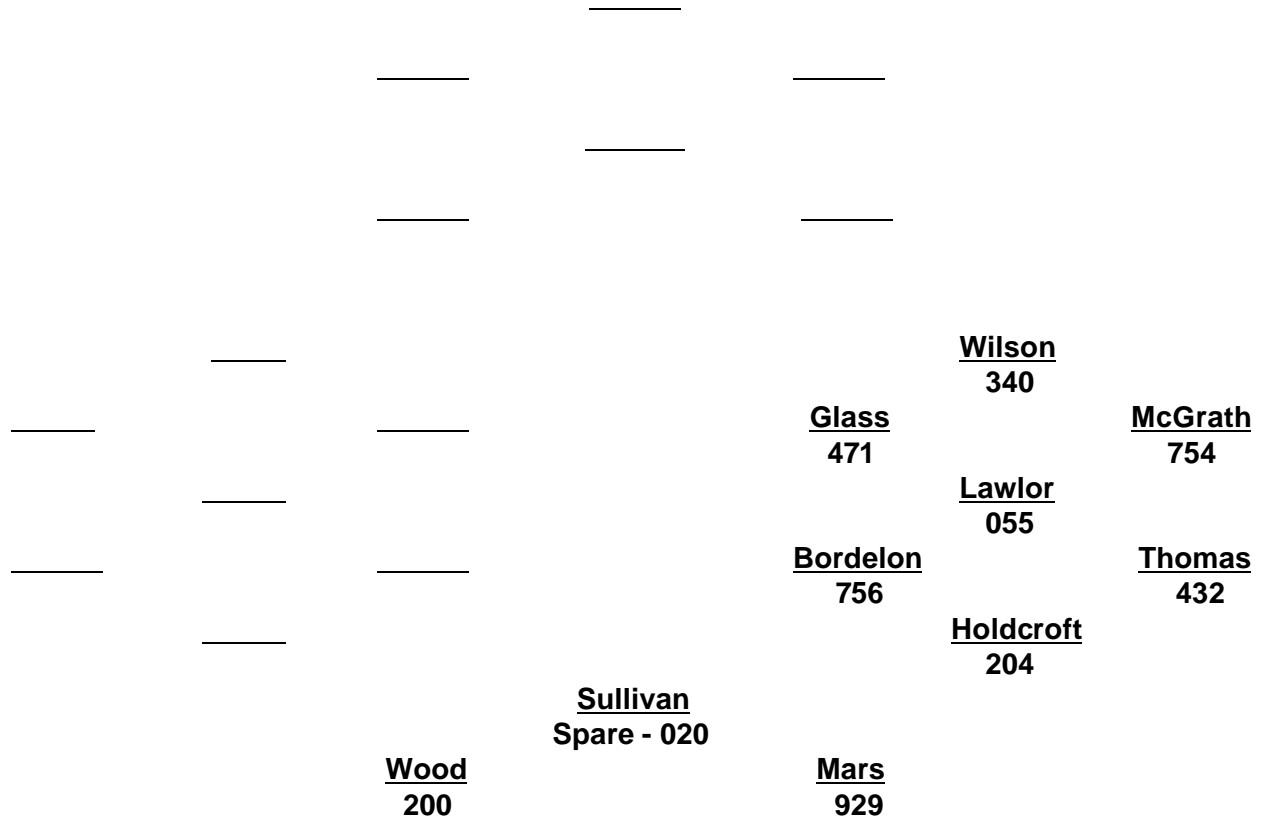 Wilson
340
Glass McGrath
471 754
Lawlor
055
Bordelon Thomas
756 432
Holdcroft
204
Sullivan
Spare - 020
Wood Mars
200 929